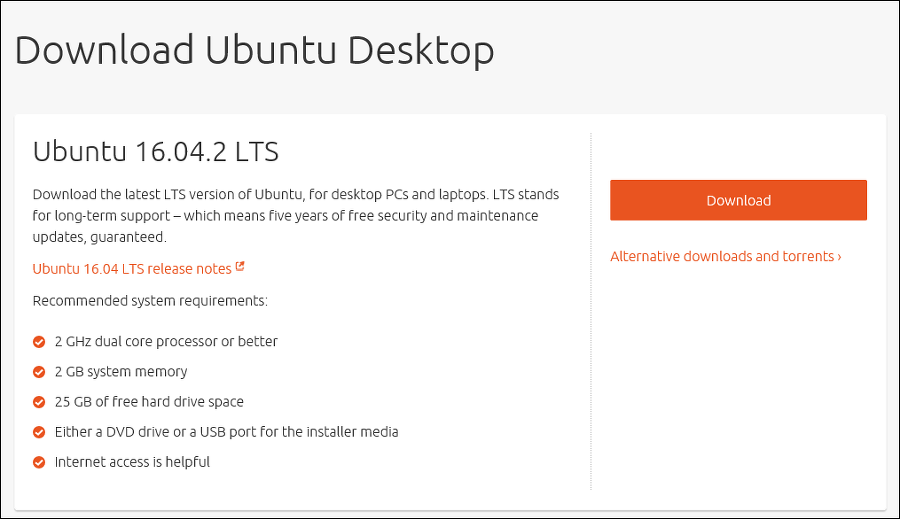 Download Ubuntu Desktop
Ubuntu 16.04.2 LTS
Download the latest LTS version of Ubuntu, for desktop PCs and laptops. LTS stands
for long-term support – which means five years of free security and maintenance
updates, guaranteed.
Ubuntu 16.04 LTS release notes
Recommended system requirements:
2 GHz dual core processor or better
2 GB system memory
25 GB of free hard drive space
Either a DVD drive or a USB port for the installer media
Internet access is helpful
Download
Alternative downloads and torrents ›